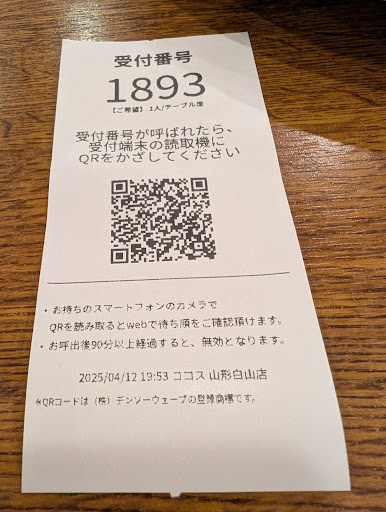 受付番号
1893
【ご希望】 1人/テーブル席
受付番号が呼ばれたら、
受付端末の読取機に
QRをかざしてください
・お持ちのスマートフォンのカメラで
QRを読み取るとwebで待ち順をご確認頂けます。
・お呼出後90分以上経過すると、無効となります。
2025/04/12 19:53 ココス 山形白山店
※QRコードは（株）デンソーウェーブの登録商標です。